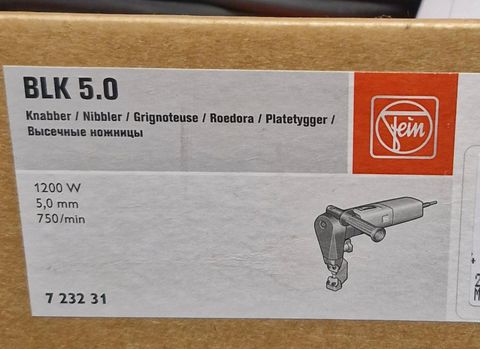 BLK 5.0
Knabber / Nibbler / Grignoteuse / Roedora / Platetygger /
Высечные ножницы
Fein
1200 W
5,0 mm
750/min
7 232 31